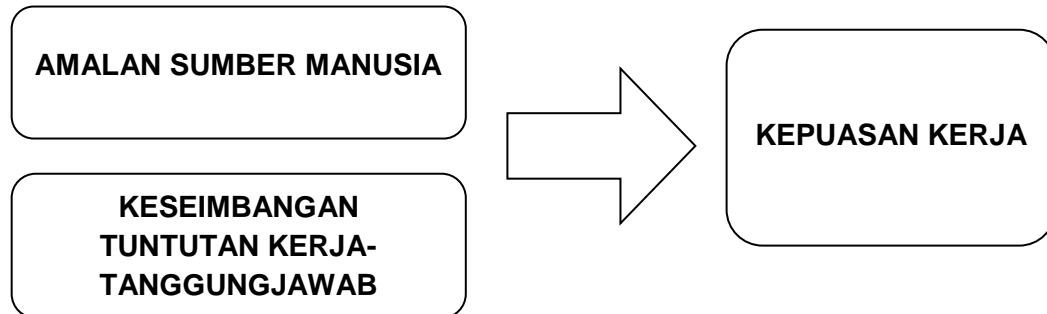 AMALAN SUMBER MANUSIA
KESEIMBANGAN
TUNTUTAN KERJA-
TANGGUNGJAWAB
KEPUASAN KERJA